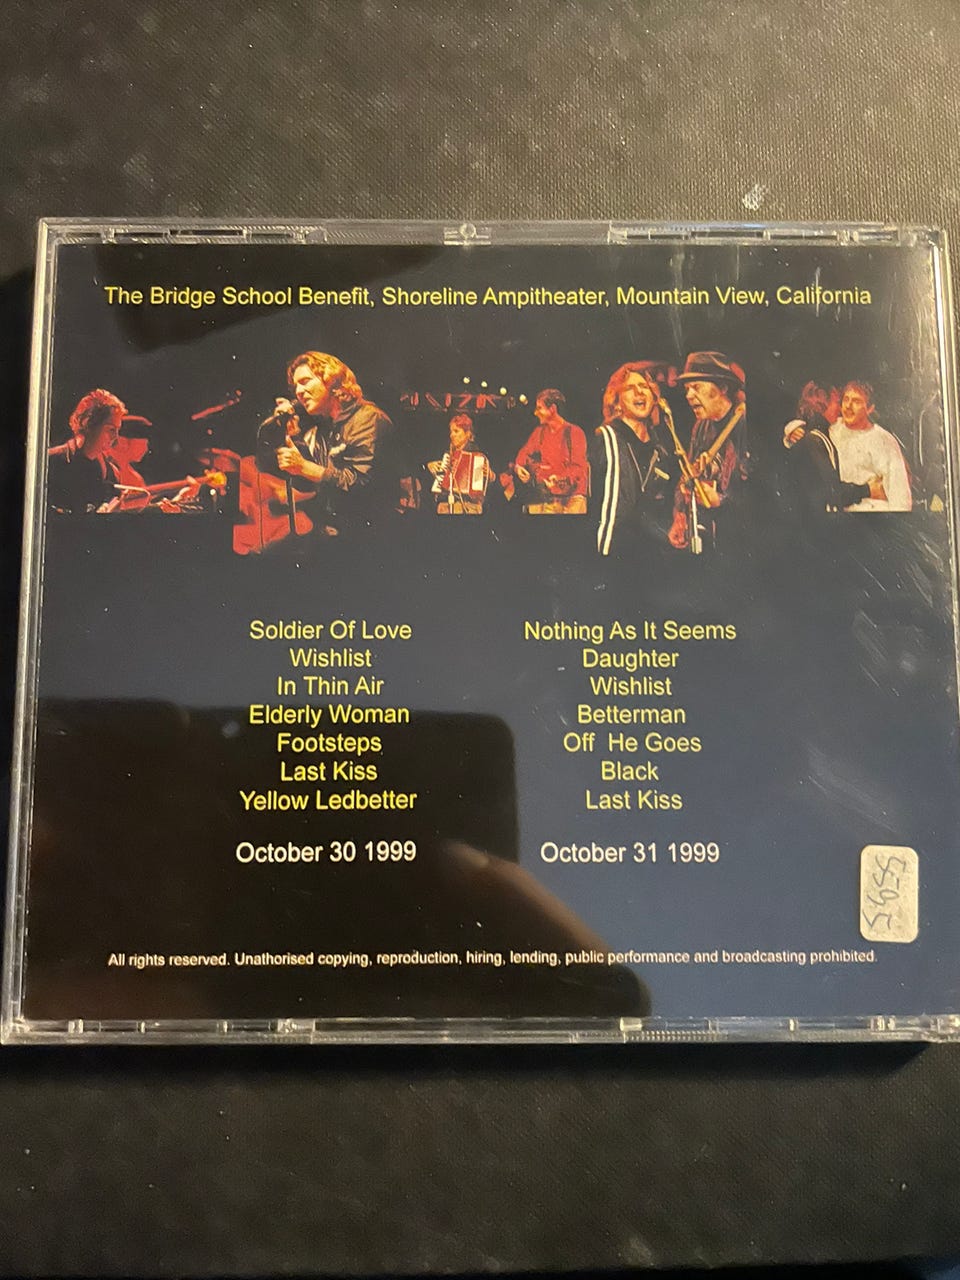 The Bridge School Benefit, Shoreline Ampitheater, Mountain View, California
Soldier Of Love
Wishlist
In Thin Air
Elderly Woman
Footsteps
Last Kiss
Yellow Ledbetter
October 30 1999
Nothing As It Seems
Daughter
Wishlist
Betterman
Off  He Goes
Black
Last Kiss
October 31 1999
All rights reserved. Unathorised copying, reproduction, hiring, lending, public performance and broadcasting prohibited.